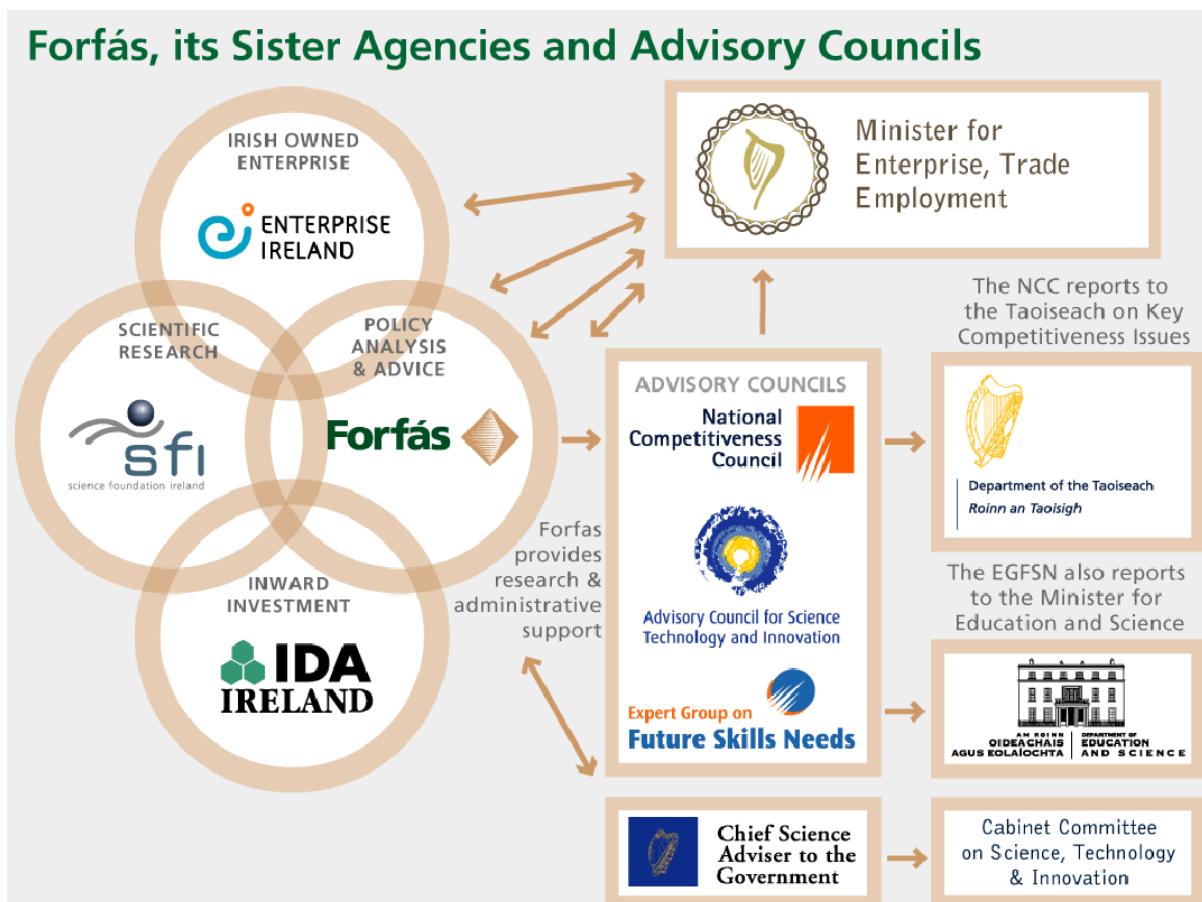 Forfás, its Sister Agencies and Advisory Councils
IRISH OWNED
ENTERPRISE
ENTERPRISE
IRELAND
SCIENTIFIC
RESEARCH
sfi
science foundation ireland
POLICY
ANALYSIS
& ADVICE
Forfás
INWARD
INVESTMENT
IDA
IRELAND
Forfas
provides
research &
administrative
support
Minister for
Enterprise, Trade
Employment
ADVISORY COUNCILS
National
Competitiveness
Council
Advisory Council for Science
Technology and Innovation
Expert Group on
Future Skills Needs
The NCC reports to
the Taoiseach on Key
Competitiveness Issues
Department of the Taoiseach
Roinn an Taoisigh
The EGFSN also reports
to the Minister for
Education and Science
AN ROINN
OIDEACHAIS
AGUS EOLAÍOCHTA
DEPARTMENT OF
EDUCATION
AND SCIENCE
Chief Science
Adviser to the
Government
Cabinet Committee
on Science, Technology
& Innovation